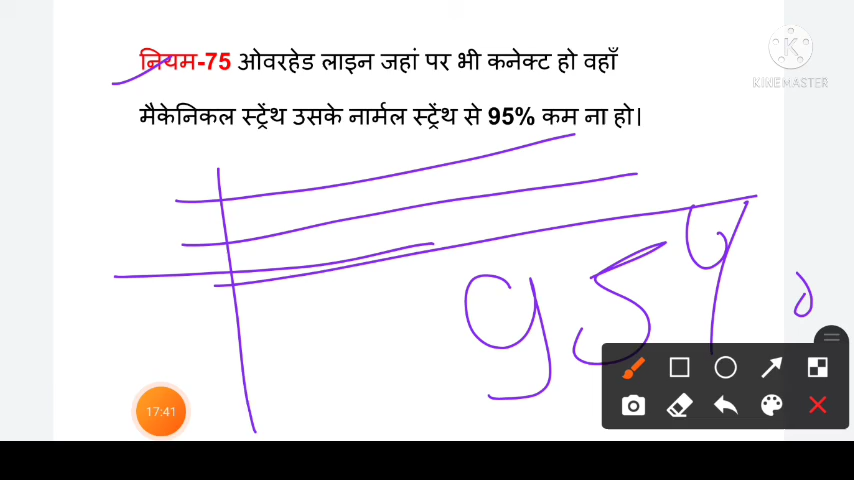 नियम-75 ओवरहेड लाइन जहां पर भी कनेक्ट हो वहाँ
मैकेनिकल स्ट्रेंथ उसके नार्मल स्ट्रेंथ से 95% कम ना हो।
K
KINEMASTER
95%
17:41